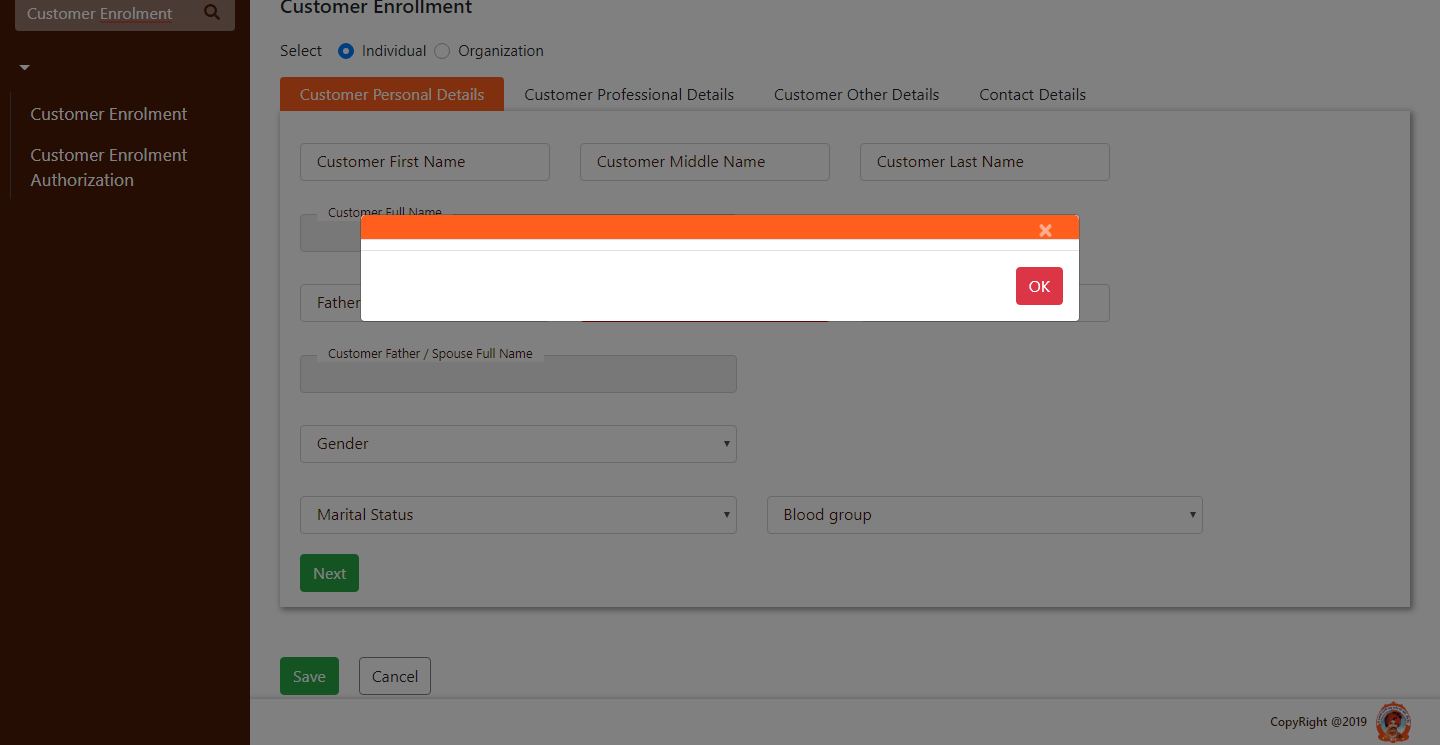 Customer Enrolment
Customer Enrolment
Customer Enrolment
Authorization
Customer Enrollment
Select Individual Organization
Customer Personal Details Customer Professional Details Customer Other Details Contact Details
Customer First Name Customer Middle Name Customer Last Name
Customer Full Name
×
OK
Father
Customer Father / Spouse Full Name
Gender
Marital Status Blood group
Next
Save Cancel
CopyRight @2019